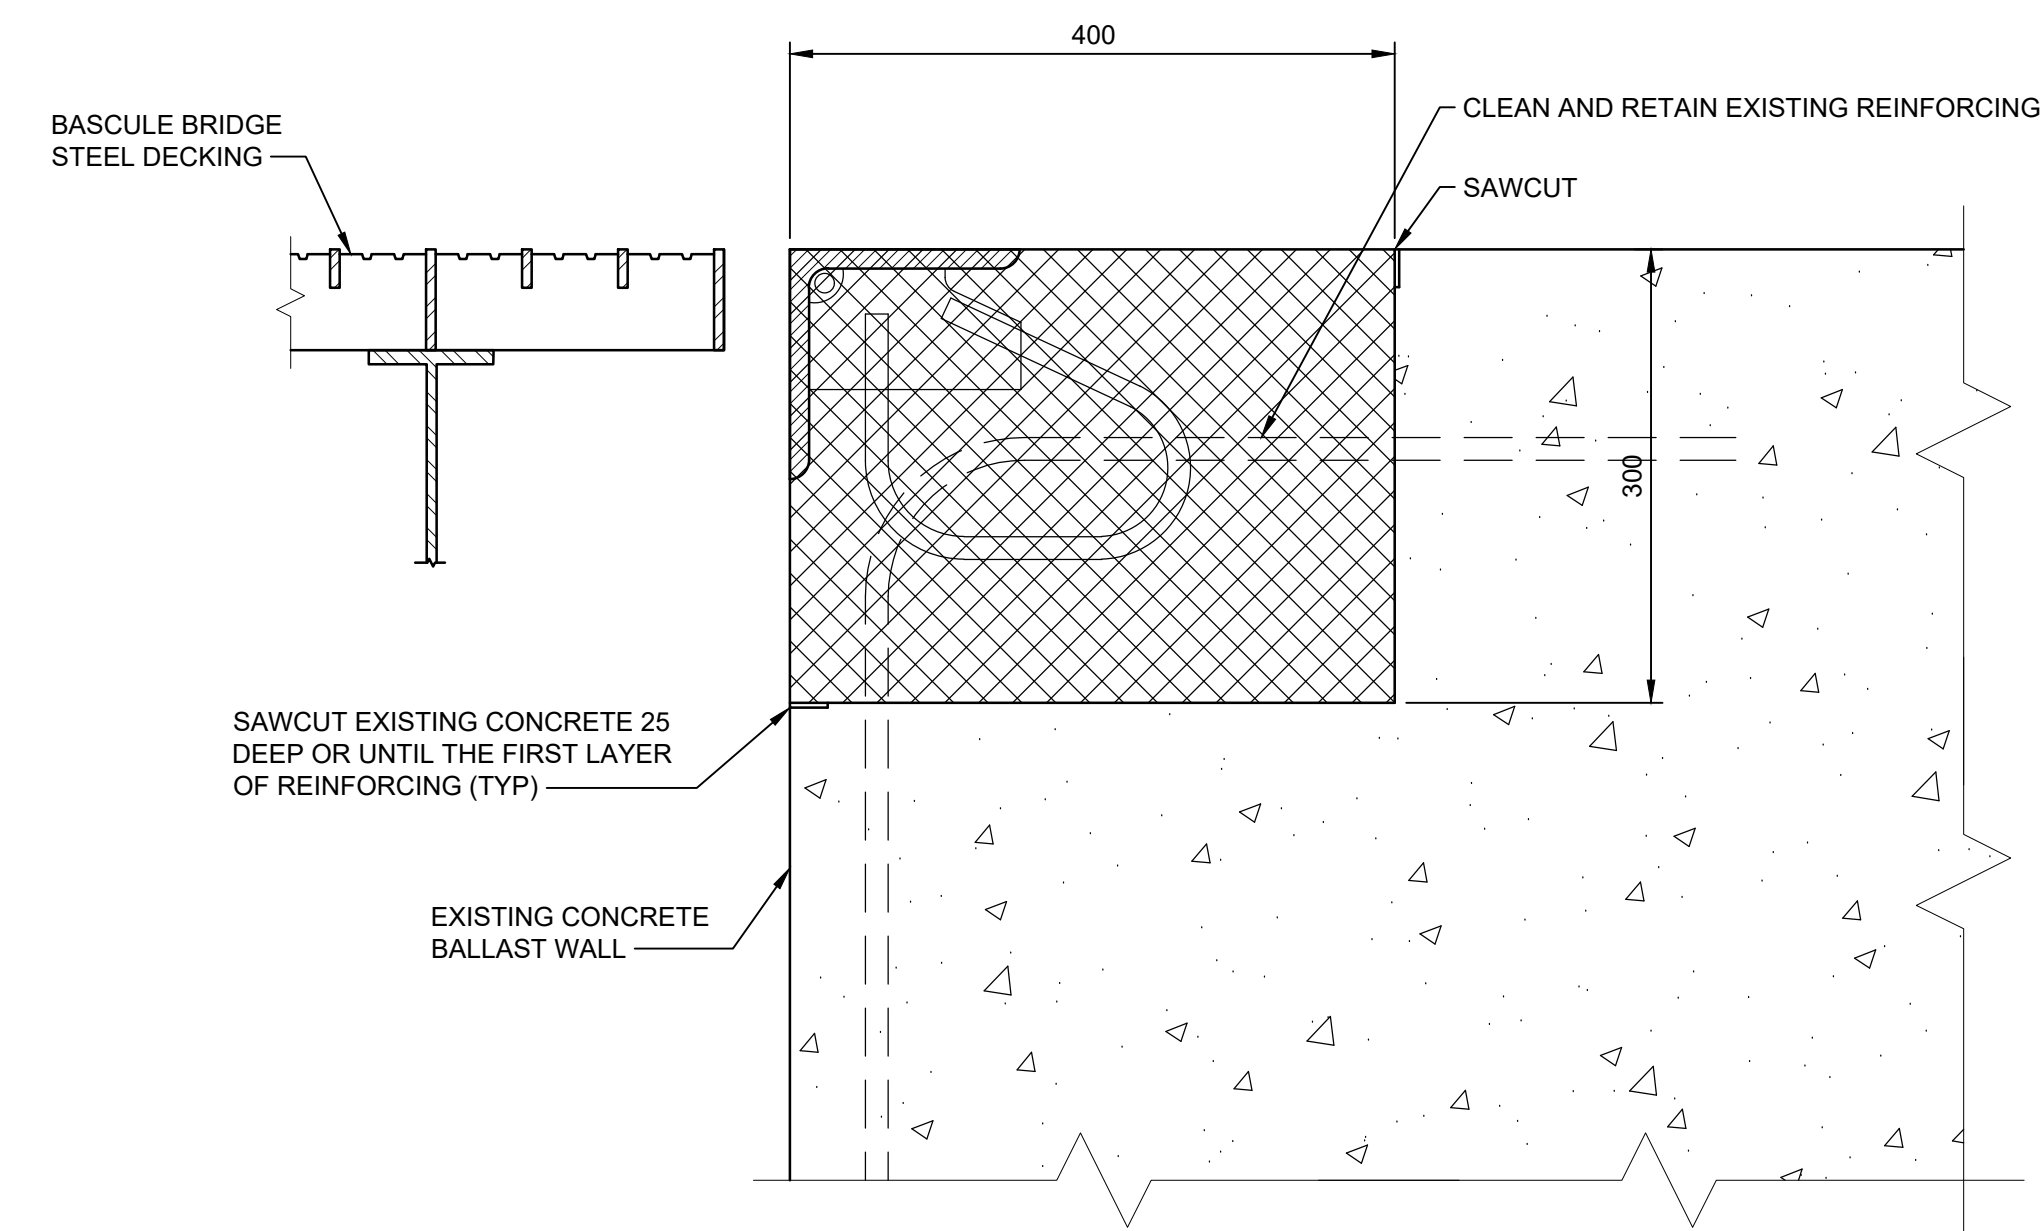 400
BASCULE BRIDGE
STEEL DECKING
CLEAN AND RETAIN EXISTING REINFORCING
SAWCUT
300
SAWCUT EXISTING CONCRETE 25
DEEP OR UNTIL THE FIRST LAYER
OF REINFORCING (TYP)
EXISTING CONCRETE
BALLAST WALL